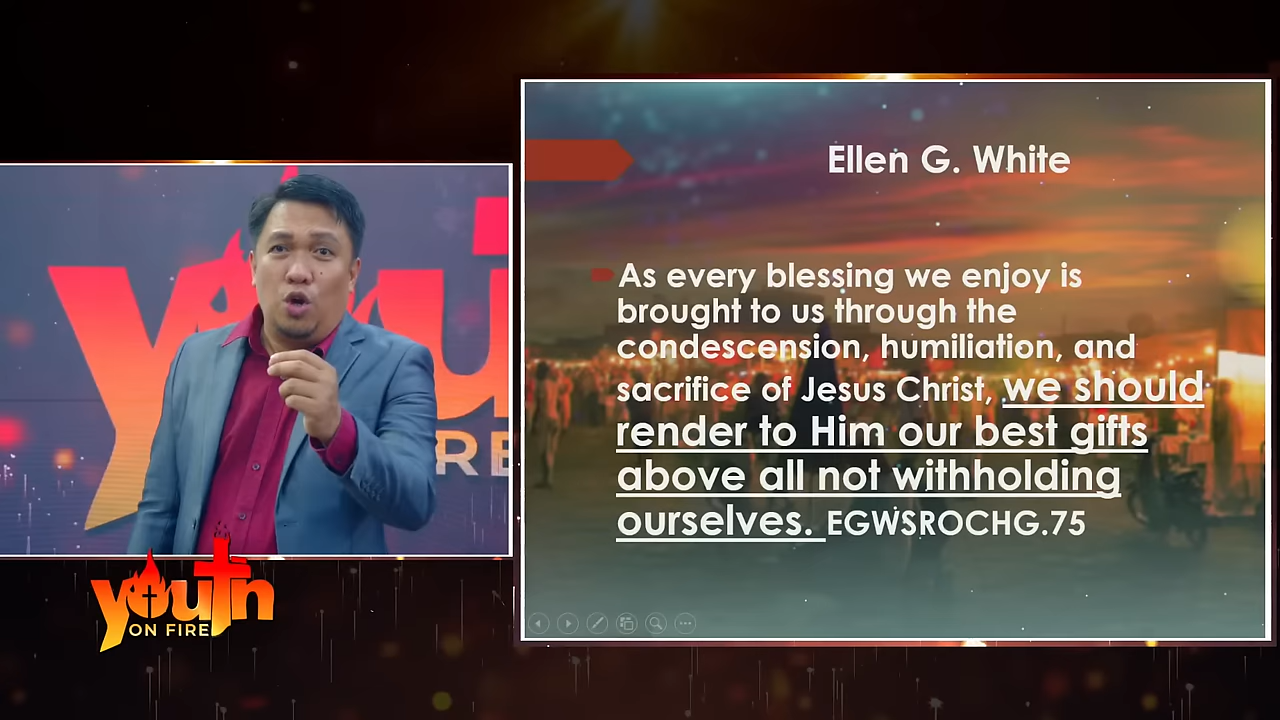 Ellen G. White
As every blessing we enjoy is
brought to us through the
condescension, humiliation, and
sacrifice of Jesus Christ, we should
render to Him our best gifts
above all not withholding
ourselves. EGWSROCHG.75
you
RE
youth
ON FIRE